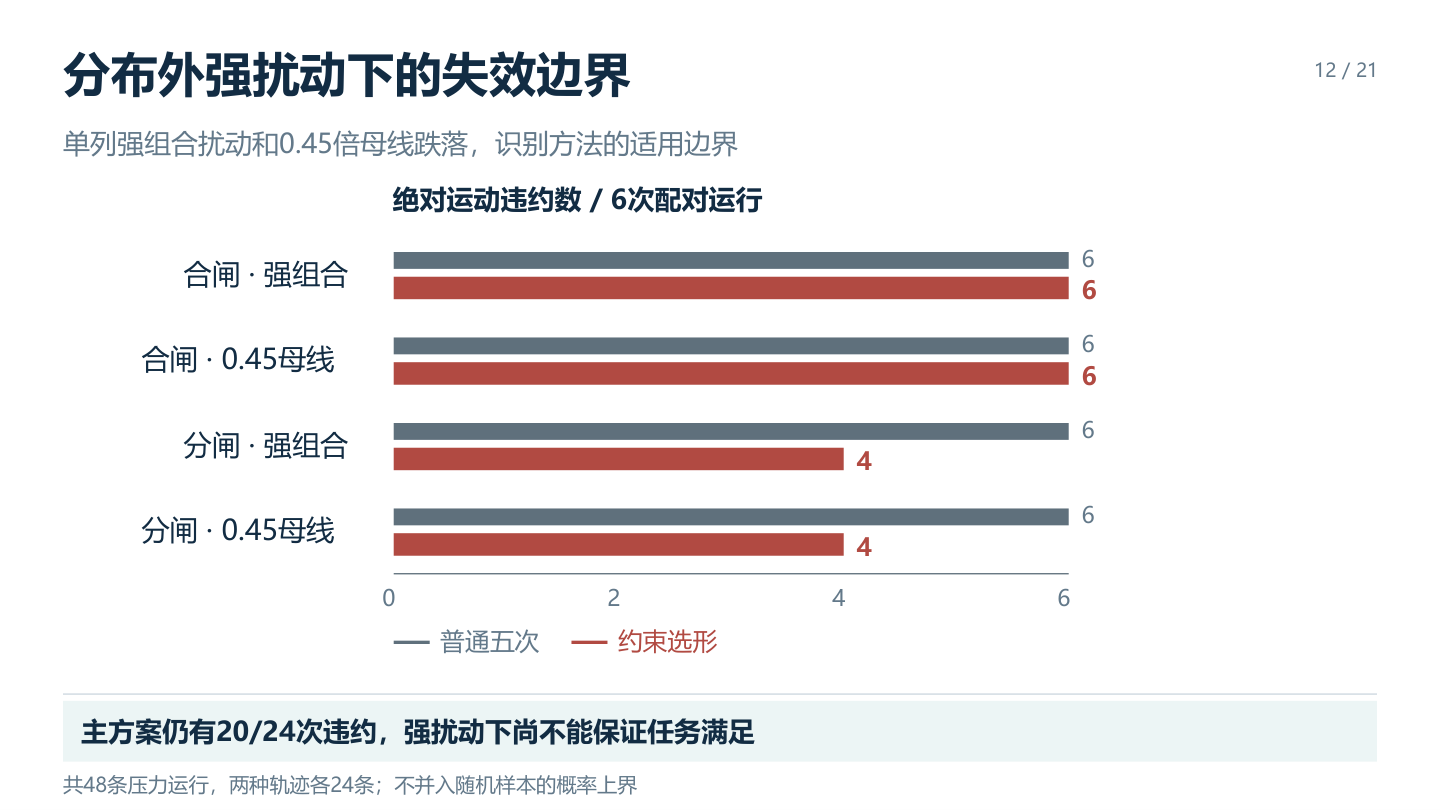 分布外强扰动下的失效边界
12 / 21
单列强组合扰动和0.45倍母线跌落，识别方法的适用边界
绝对运动违约数 / 6次配对运行
合闸 · 强组合
6
6
合闸 · 0.45母线
6
6
分闸 · 强组合
6
4
分闸 · 0.45母线
6
4
0 2 4 6
普通五次 约束选形
主方案仍有20/24次违约，强扰动下尚不能保证任务满足
共48条压力运行，两种轨迹各24条；不并入随机样本的概率上界